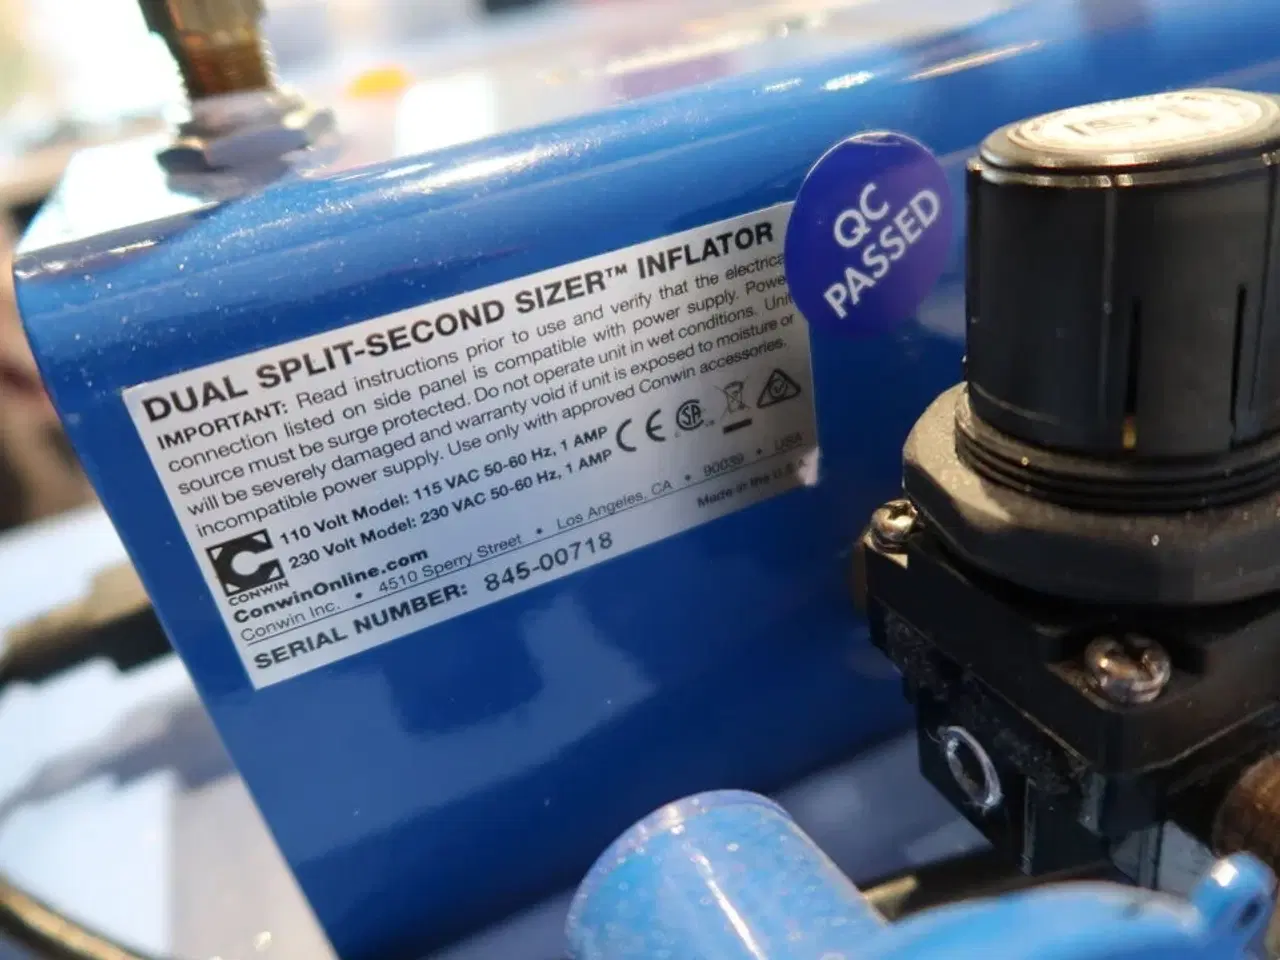 DUAL SPLIT-SECOND SIZER™ INFLATOR
IMPORTANT: Read instructions prior to use and verify that the electrical
connection listed on side panel is compatible with power supply. Power
source must be surge protected. Do not operate unit in wet conditions. Unit
will be severely damaged and warranty void if unit is exposed to moisture or
incompatible power supply. Use only with approved Conwin accessories.
110 Volt Model: 115 VAC 50-60 Hz, 1 AMP
230 Volt Model: 230 VAC 50-60 Hz, 1 AMP
CE
CONWIN
ConwinOnline.com
Conwin Inc. • 4510 Sperry Street • Los Angeles, CA • 90039 • USA
SERIAL NUMBER: 845-00718
Made in the U.S.A.
QC
PASSED